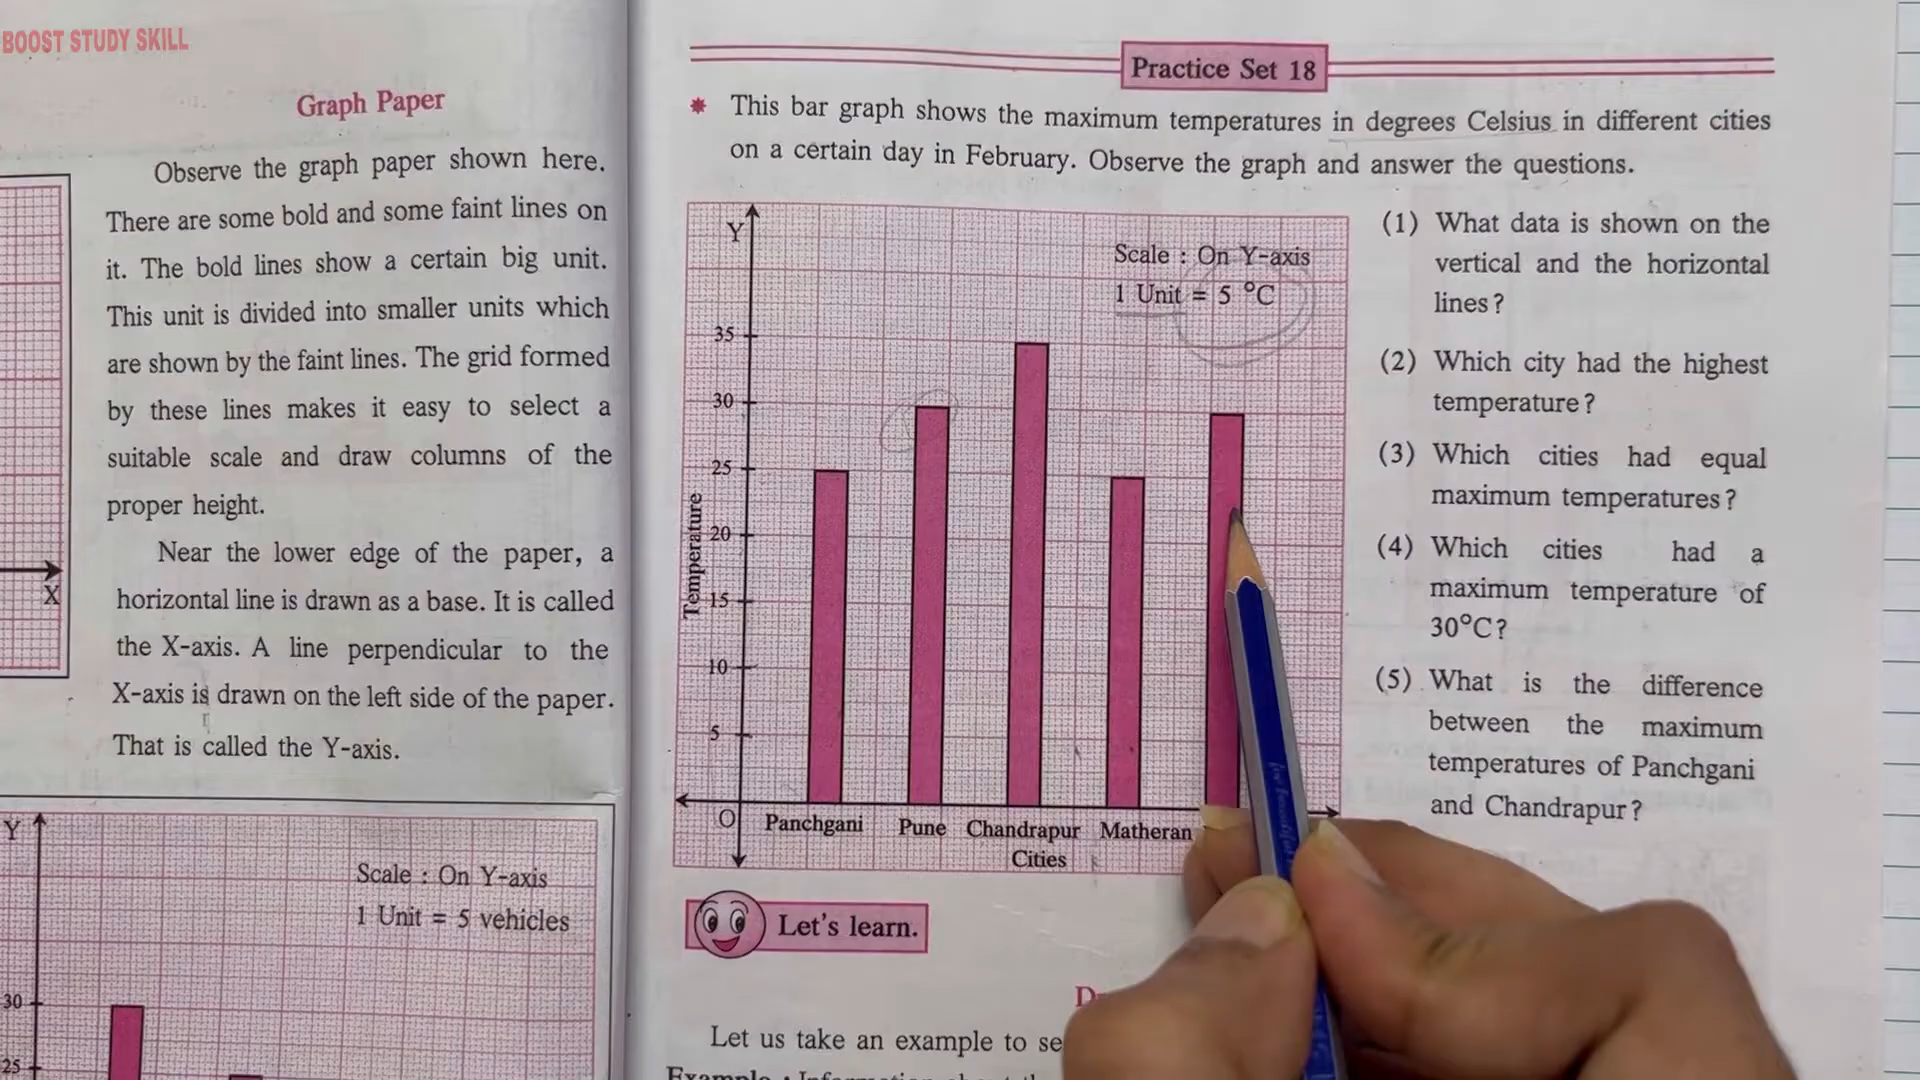 BOOST STUDY SKILL
Graph Paper
Observe the graph paper shown here.
There are some bold and some faint lines on
it. The bold lines show a certain big unit.
This unit is divided into smaller units which
are shown by the faint lines. The grid formed
by these lines makes it easy to select a
suitable scale and draw columns of the
proper height.
Near the lower edge of the paper, a
horizontal line is drawn as a base. It is called
the X-axis. A line perpendicular to the
X-axis is drawn on the left side of the paper.
That is called the Y-axis.
X
Y
Scale : On Y-axis
1 Unit = 5 vehicles
30
25
Practice Set 18
This bar graph shows the maximum temperatures in degrees Celsius in different cities
on a certain day in February. Observe the graph and answer the questions.
Y
Scale : On Y-axis
1 Unit = 5 °C
35
30
25
20
15
10
5
O
Temperature
Panchgani Pune Chandrapur Matheran
Cities
(1) What data is shown on the
vertical and the horizontal
lines?
(2) Which city had the highest
temperature?
(3) Which cities had equal
maximum temperatures?
(4) Which cities had a
maximum temperature of
30°C?
(5) What is the difference
between the maximum
temperatures of Panchgani
and Chandrapur?
Let's learn.
Let us take an example to se
Example :